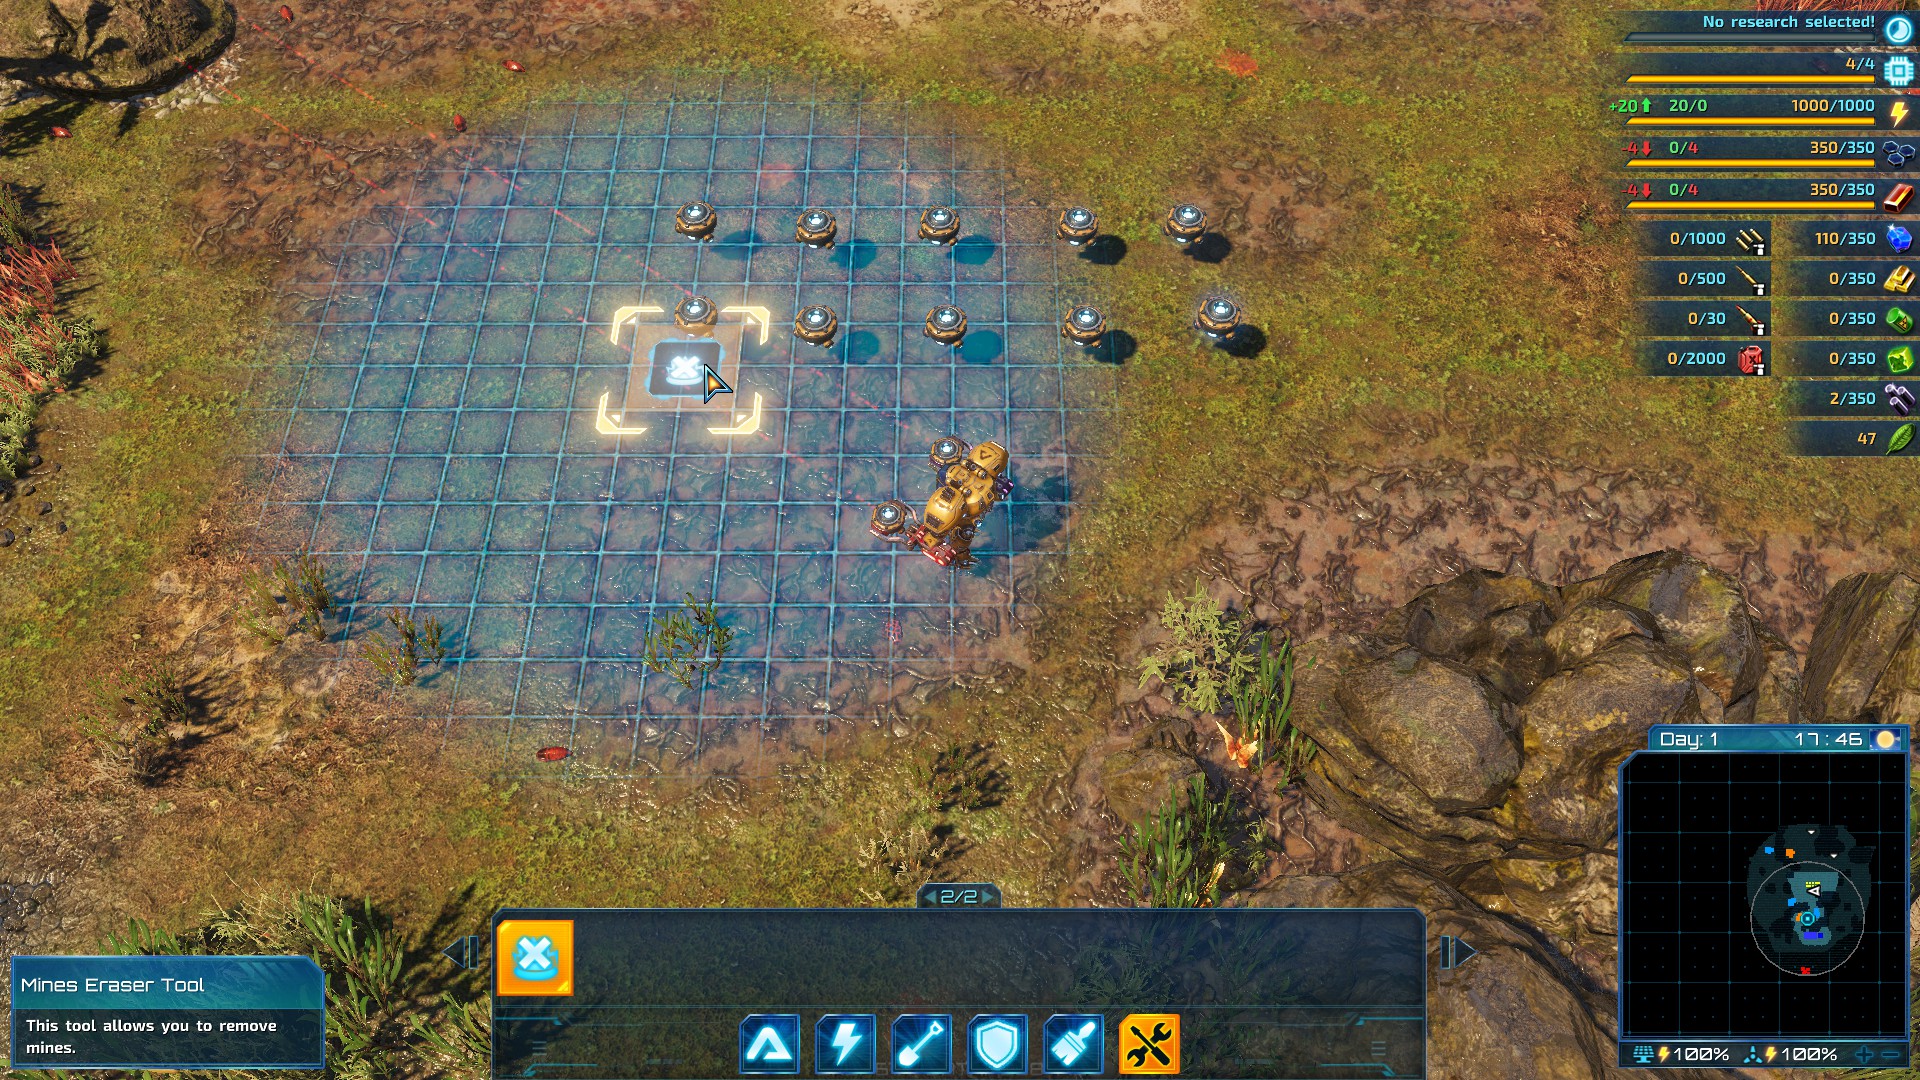 No research selected!
4/4
+20 20/0 1000/1000
-4 0/4 350/350
-4 0/4 350/350
0/1000 110/350
0/500 0/350
0/30 0/350
0/2000 0/350
2/350
47
Day: 1 17:46
2/2
Mines Eraser Tool
This tool allows you to remove
mines.
100% 100%